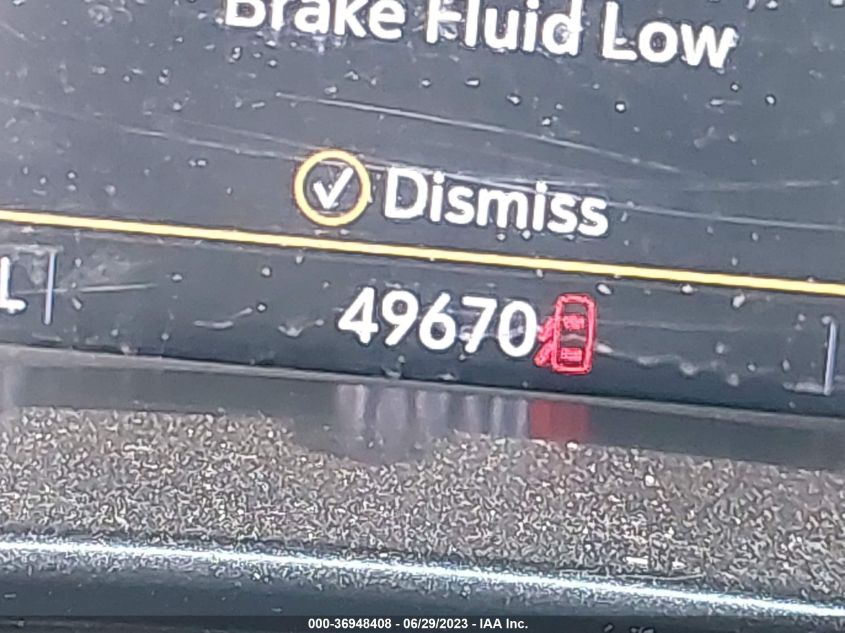 Brake Fluid Low
Dismiss
L
49670
000-36948408 - 06/29/2023 - IAA Inc.